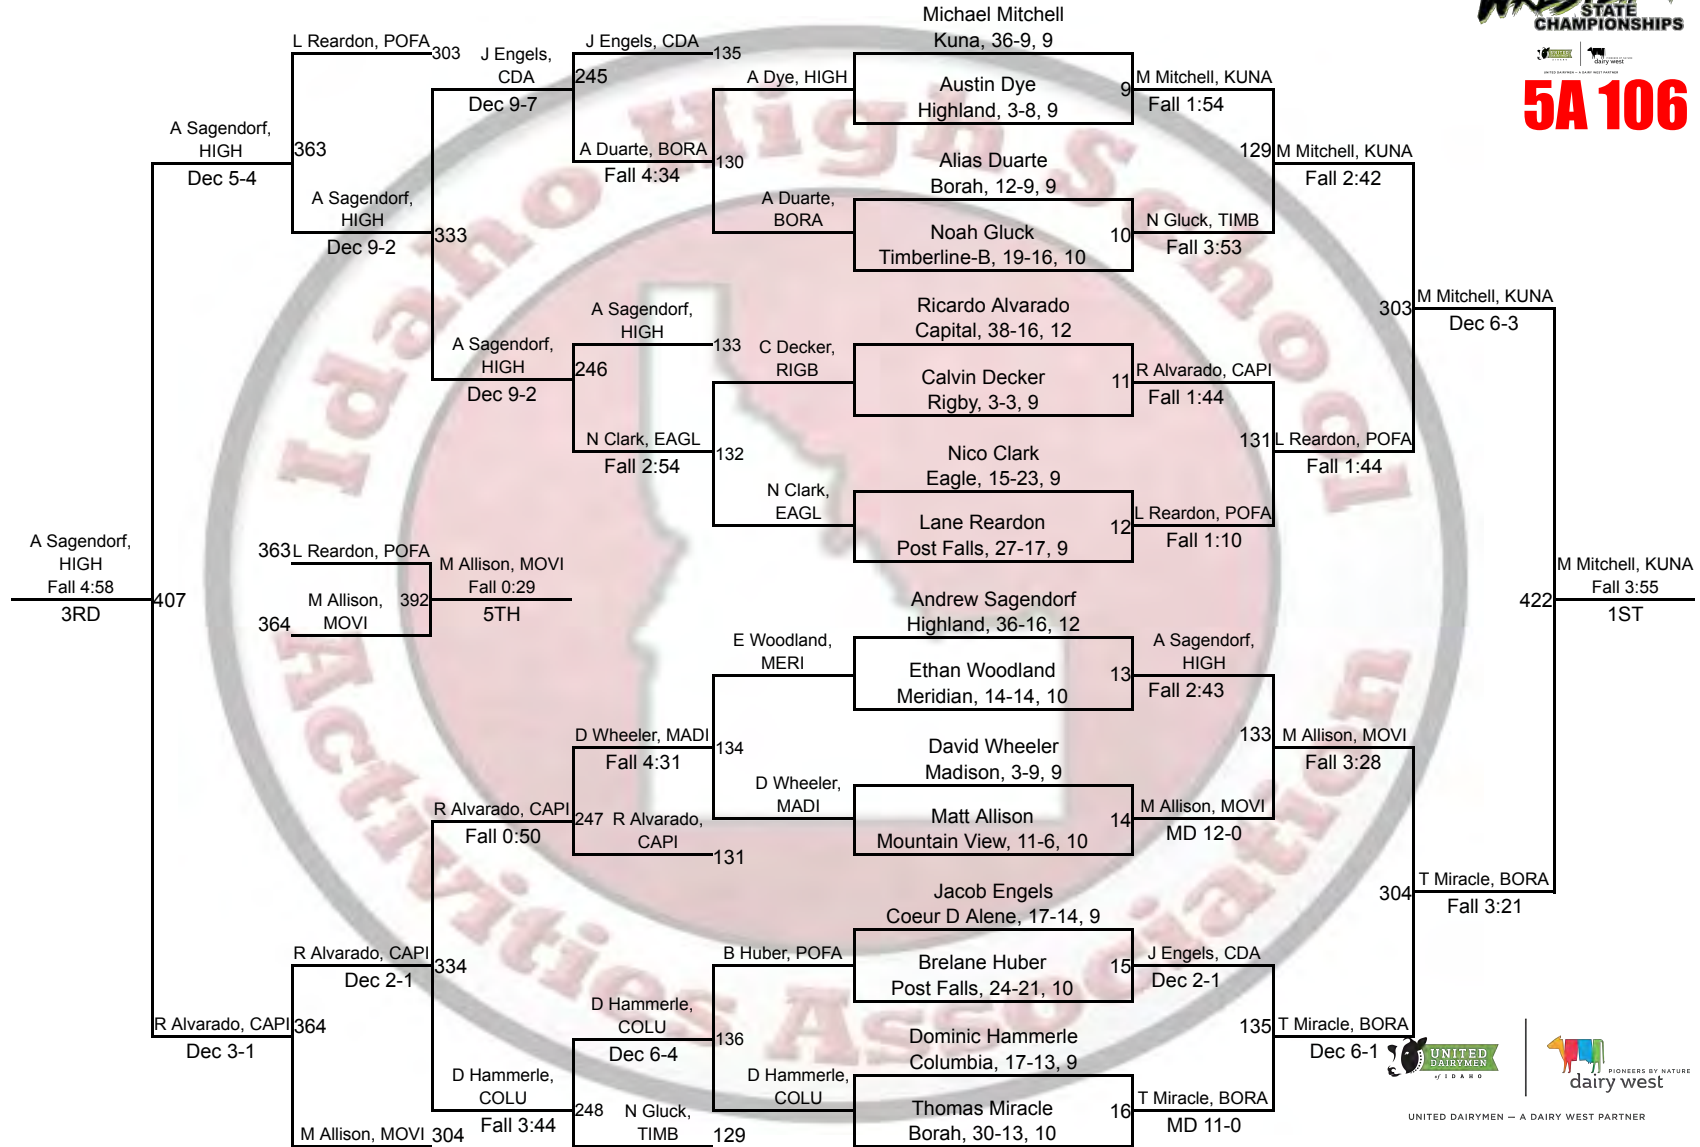 STATE
CHAMPIONSHIPS
dairy west
UNITED DAIRYMEN — A DAIRY WEST PARTNER
5A 106
Idaho High School
Activities Association
Michael Mitchell
Kuna, 36-9, 9
9
Austin Dye
Highland, 3-8, 9
Alias Duarte
Borah, 12-9, 9
10
Noah Gluck
Timberline-B, 19-16, 10
Ricardo Alvarado
Capital, 38-16, 12
11
Calvin Decker
Rigby, 3-3, 9
Nico Clark
Eagle, 15-23, 9
12
Lane Reardon
Post Falls, 27-17, 9
Andrew Sagendorf
Highland, 36-16, 12
13
Ethan Woodland
Meridian, 14-14, 10
David Wheeler
Madison, 3-9, 9
14
Matt Allison
Mountain View, 11-6, 10
Jacob Engels
Coeur D Alene, 17-14, 9
15
Brelane Huber
Post Falls, 24-21, 10
Dominic Hammerle
Columbia, 17-13, 9
16
Thomas Miracle
Borah, 30-13, 10
M Mitchell, KUNA
Fall 1:54
129
N Gluck, TIMB
Fall 3:53
R Alvarado, CAPI
Fall 1:44
131
L Reardon, POFA
Fall 1:10
A Sagendorf,
HIGH
Fall 2:43
133
M Allison, MOVI
MD 12-0
J Engels, CDA
Dec 2-1
135
T Miracle, BORA
MD 11-0
M Mitchell, KUNA
Fall 2:42
303
L Reardon, POFA
Fall 1:44
M Allison, MOVI
Fall 3:28
304
T Miracle, BORA
Dec 6-1
M Mitchell, KUNA
Dec 6-3
422
T Miracle, BORA
Fall 3:21
M Mitchell, KUNA
Fall 3:55
1ST
A Dye, HIGH
130
A Duarte,
BORA
C Decker,
RIGB
132
N Clark,
EAGL
E Woodland,
MERI
134
D Wheeler,
MADI
B Huber, POFA
136
D Hammerle,
COLU
J Engels, CDA
135
245
A Duarte, BORA
Fall 4:34
A Sagendorf,
HIGH
133
246
N Clark, EAGL
Fall 2:54
D Wheeler, MADI
Fall 4:31
247
R Alvarado,
CAPI
131
D Hammerle,
COLU
Dec 6-4
248
N Gluck,
TIMB
129
J Engels,
CDA
Dec 9-7
333
A Sagendorf,
HIGH
Dec 9-2
R Alvarado, CAPI
Fall 0:50
334
D Hammerle,
COLU
Fall 3:44
L Reardon, POFA
303
363
A Sagendorf,
HIGH
Dec 9-2
R Alvarado, CAPI
Dec 2-1
364
M Allison, MOVI
304
A Sagendorf,
HIGH
Dec 5-4
407
R Alvarado, CAPI
Dec 3-1
A Sagendorf,
HIGH
Fall 4:58
3RD
363
L Reardon, POFA
392
364
M Allison,
MOVI
M Allison, MOVI
Fall 0:29
5TH
UNITED
DAIRYMEN
of IDAHO
PIONEERS BY NATURE
dairy west
UNITED DAIRYMEN — A DAIRY WEST PARTNER